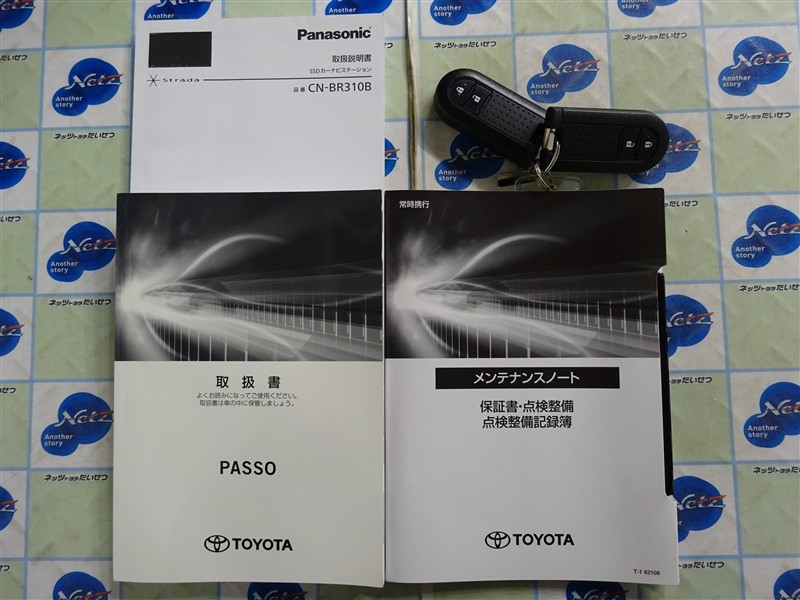 Panasonic
取扱説明書
SSDカーナビステーション
Strada
品番 CN-BR310B
常時携行
取扱書
よくお読みになってご使用ください。
取扱書は車の中に保管しましょう。
PASSO
TOYOTA
メンテナンスノート
保証書・点検整備
点検整備記録簿
TOYOTA
T-1 62109
Netz
Another
story
ネッツトヨタだいせつ